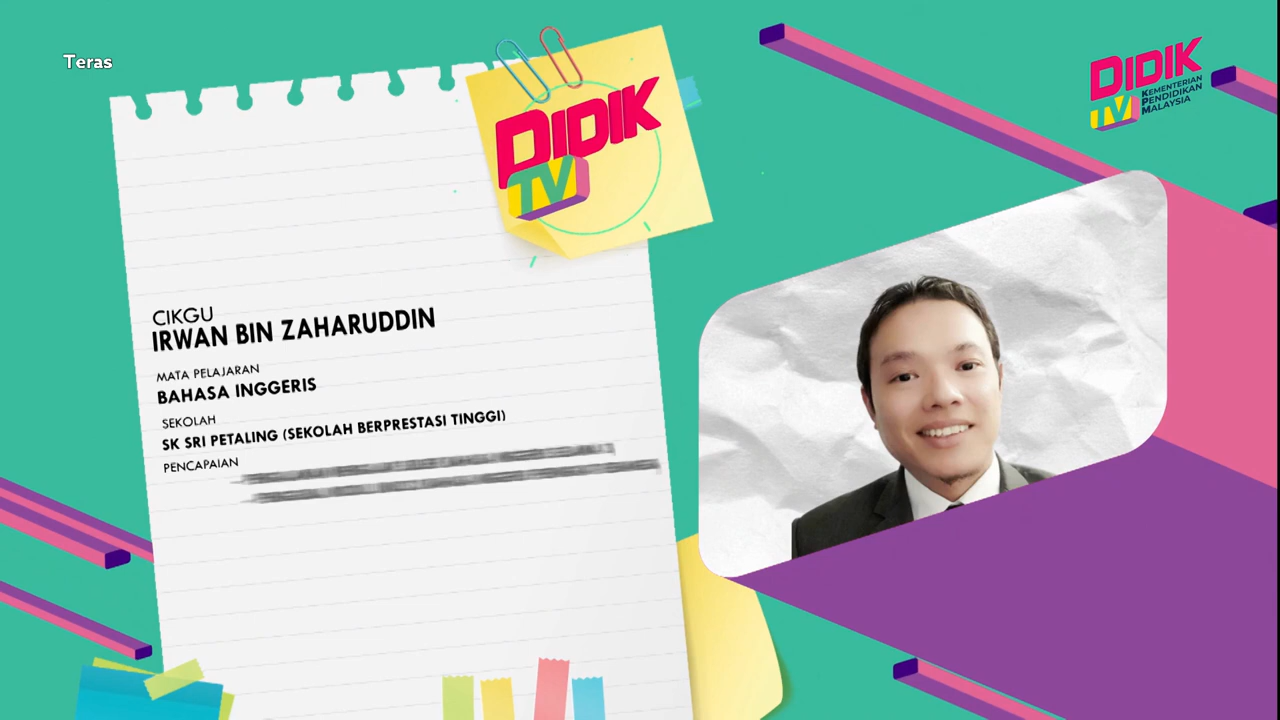 Teras
DIDIK
TV
DIDIK
TV
KEMENTERIAN
PENDIDIKAN
MALAYSIA
CIKGU
IRWAN BIN ZAHARUDDIN
MATA PELAJARAN
BAHASA INGGERIS
SEKOLAH
SK SRI PETALING (SEKOLAH BERPRESTASI TINGGI)
PENCAPAIAN